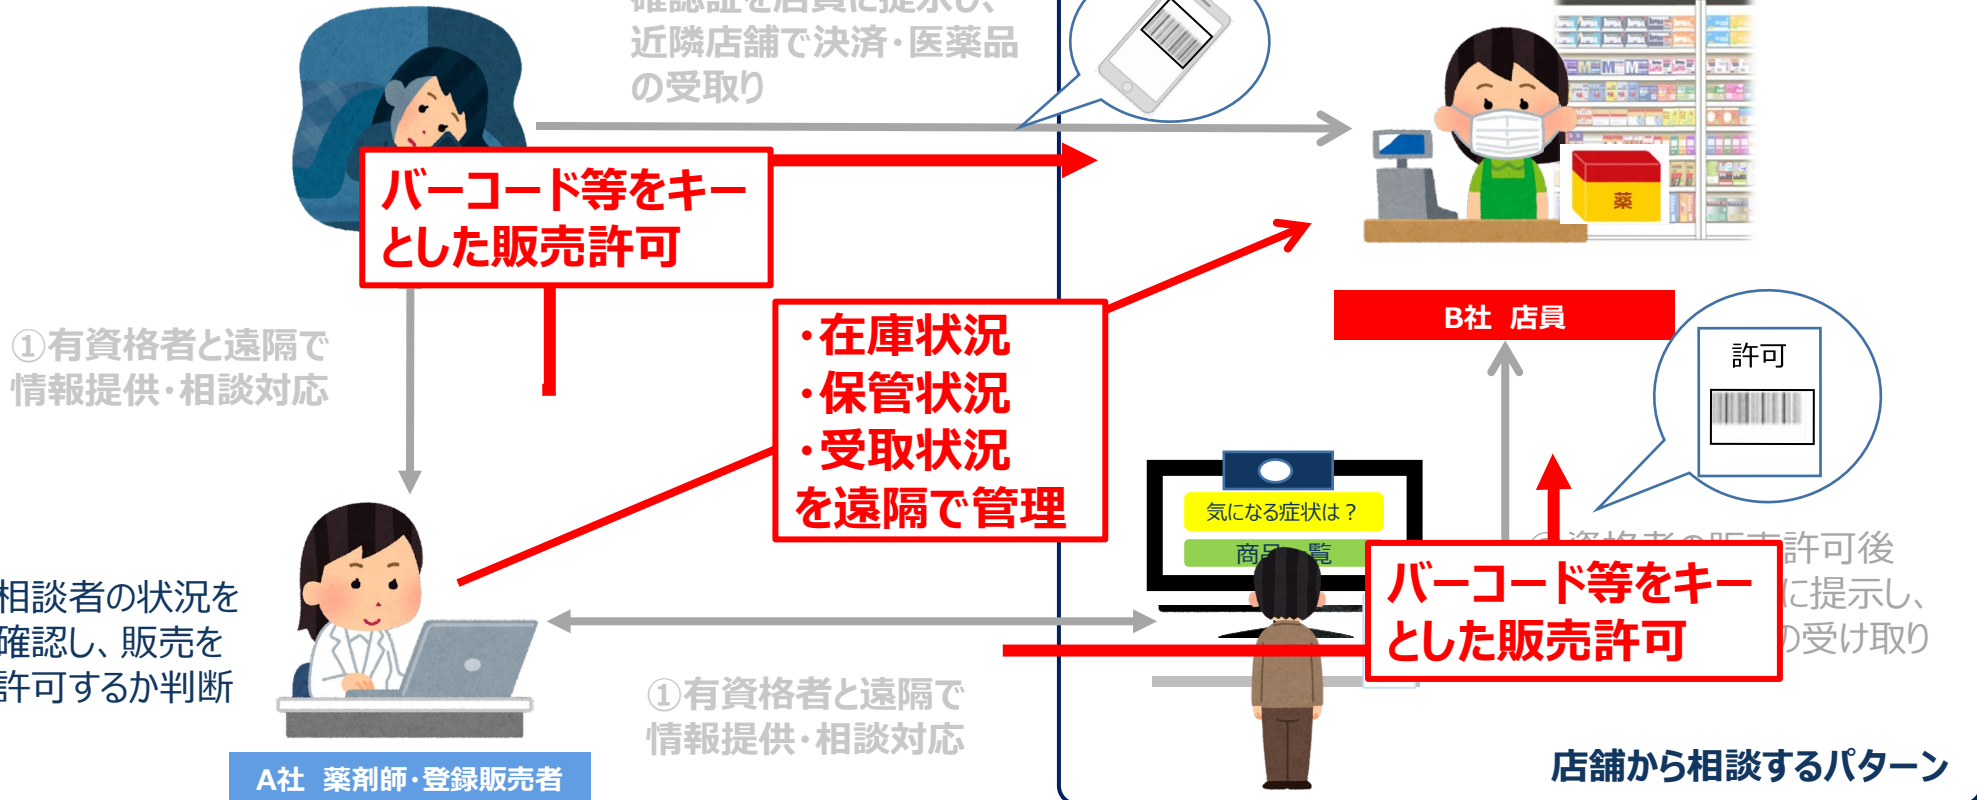 確認証を店員に提示し、
近隣店舗で決済・医薬品
の受取り
薬
バーコード等をキー
とした販売許可
B社 店員
許可
①有資格者と遠隔で
情報提供・相談対応
・在庫状況
・保管状況
・受取状況
を遠隔で管理
気になる症状は？
商品一覧
許可後
に提示し、
の受け取り
バーコード等をキー
とした販売許可
相談者の状況を
確認し、販売を
許可するか判断
①有資格者と遠隔で
情報提供・相談対応
店舗から相談するパターン
A社 薬剤師・登録販売者